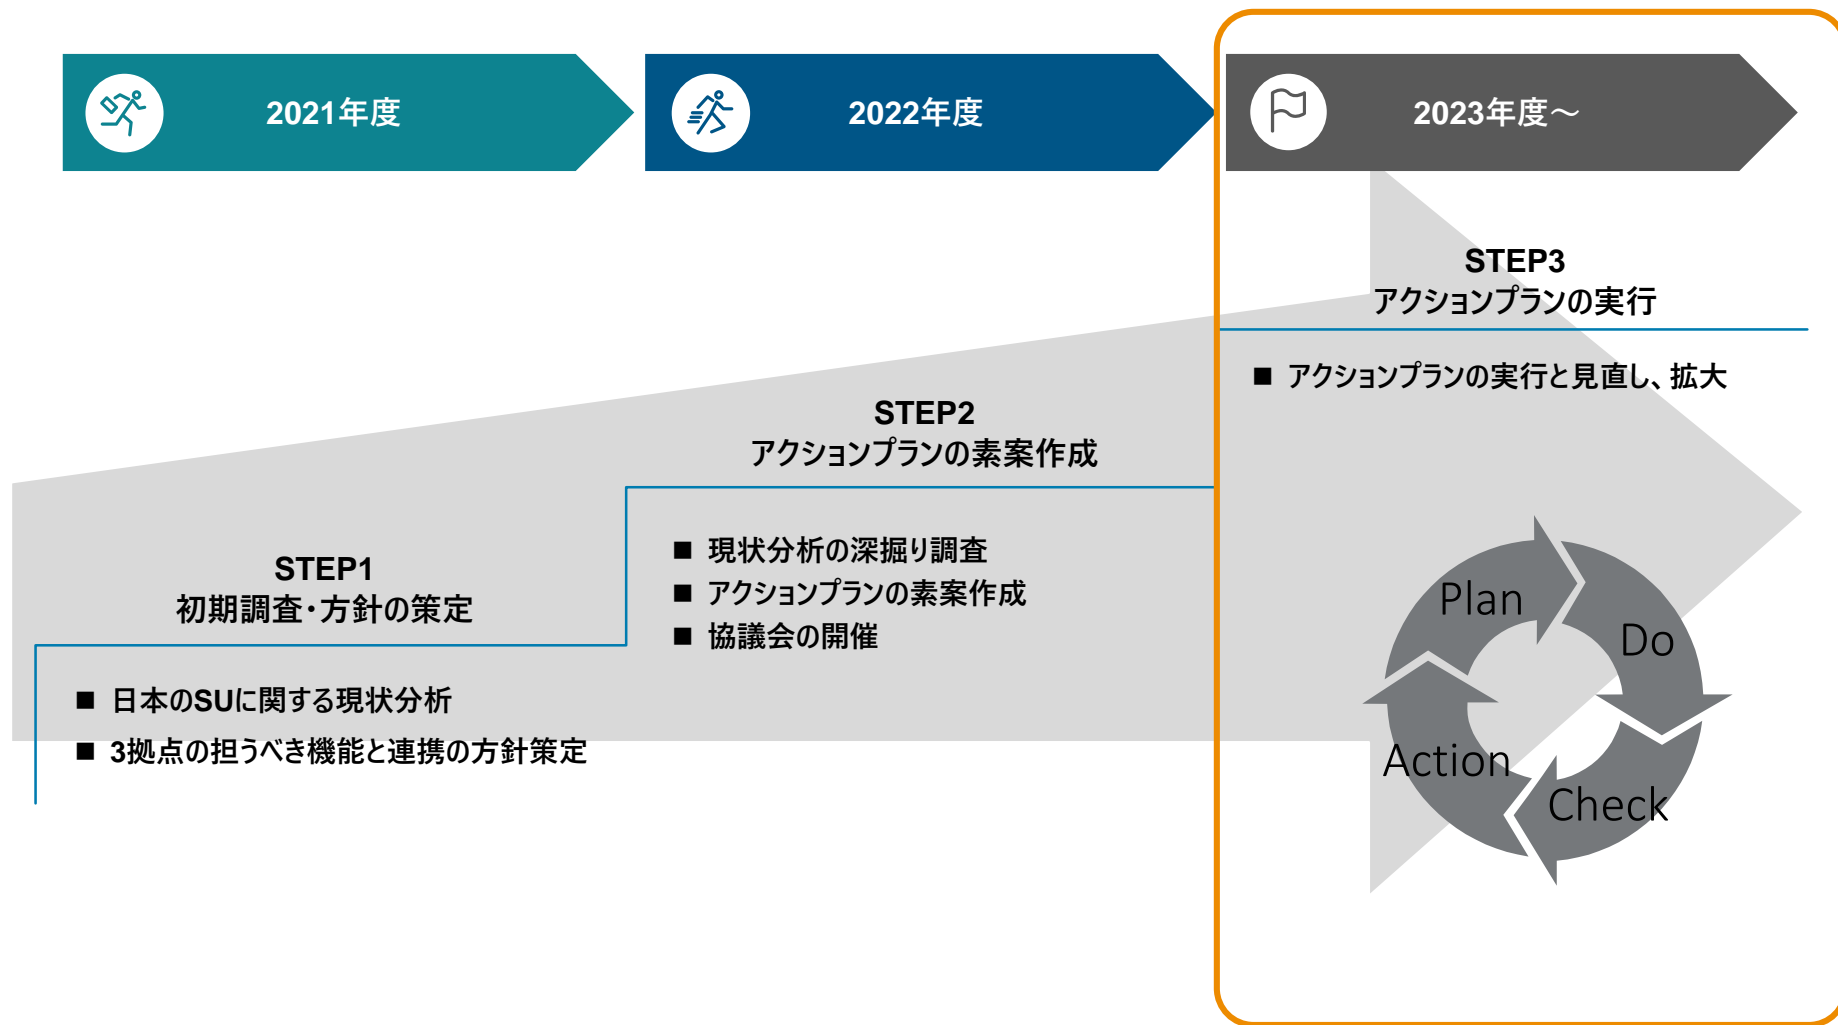 2021年度
2022年度
2023年度～
STEP1
初期調査・方針の策定
■ 日本のSUに関する現状分析
■ 3拠点の担うべき機能と連携の方針策定
STEP2
アクションプランの素案作成
■ 現状分析の深掘り調査
■ アクションプランの素案作成
■ 協議会の開催
STEP3
アクションプランの実行
■ アクションプランの実行と見直し、拡大
Plan
Do
Check
Action